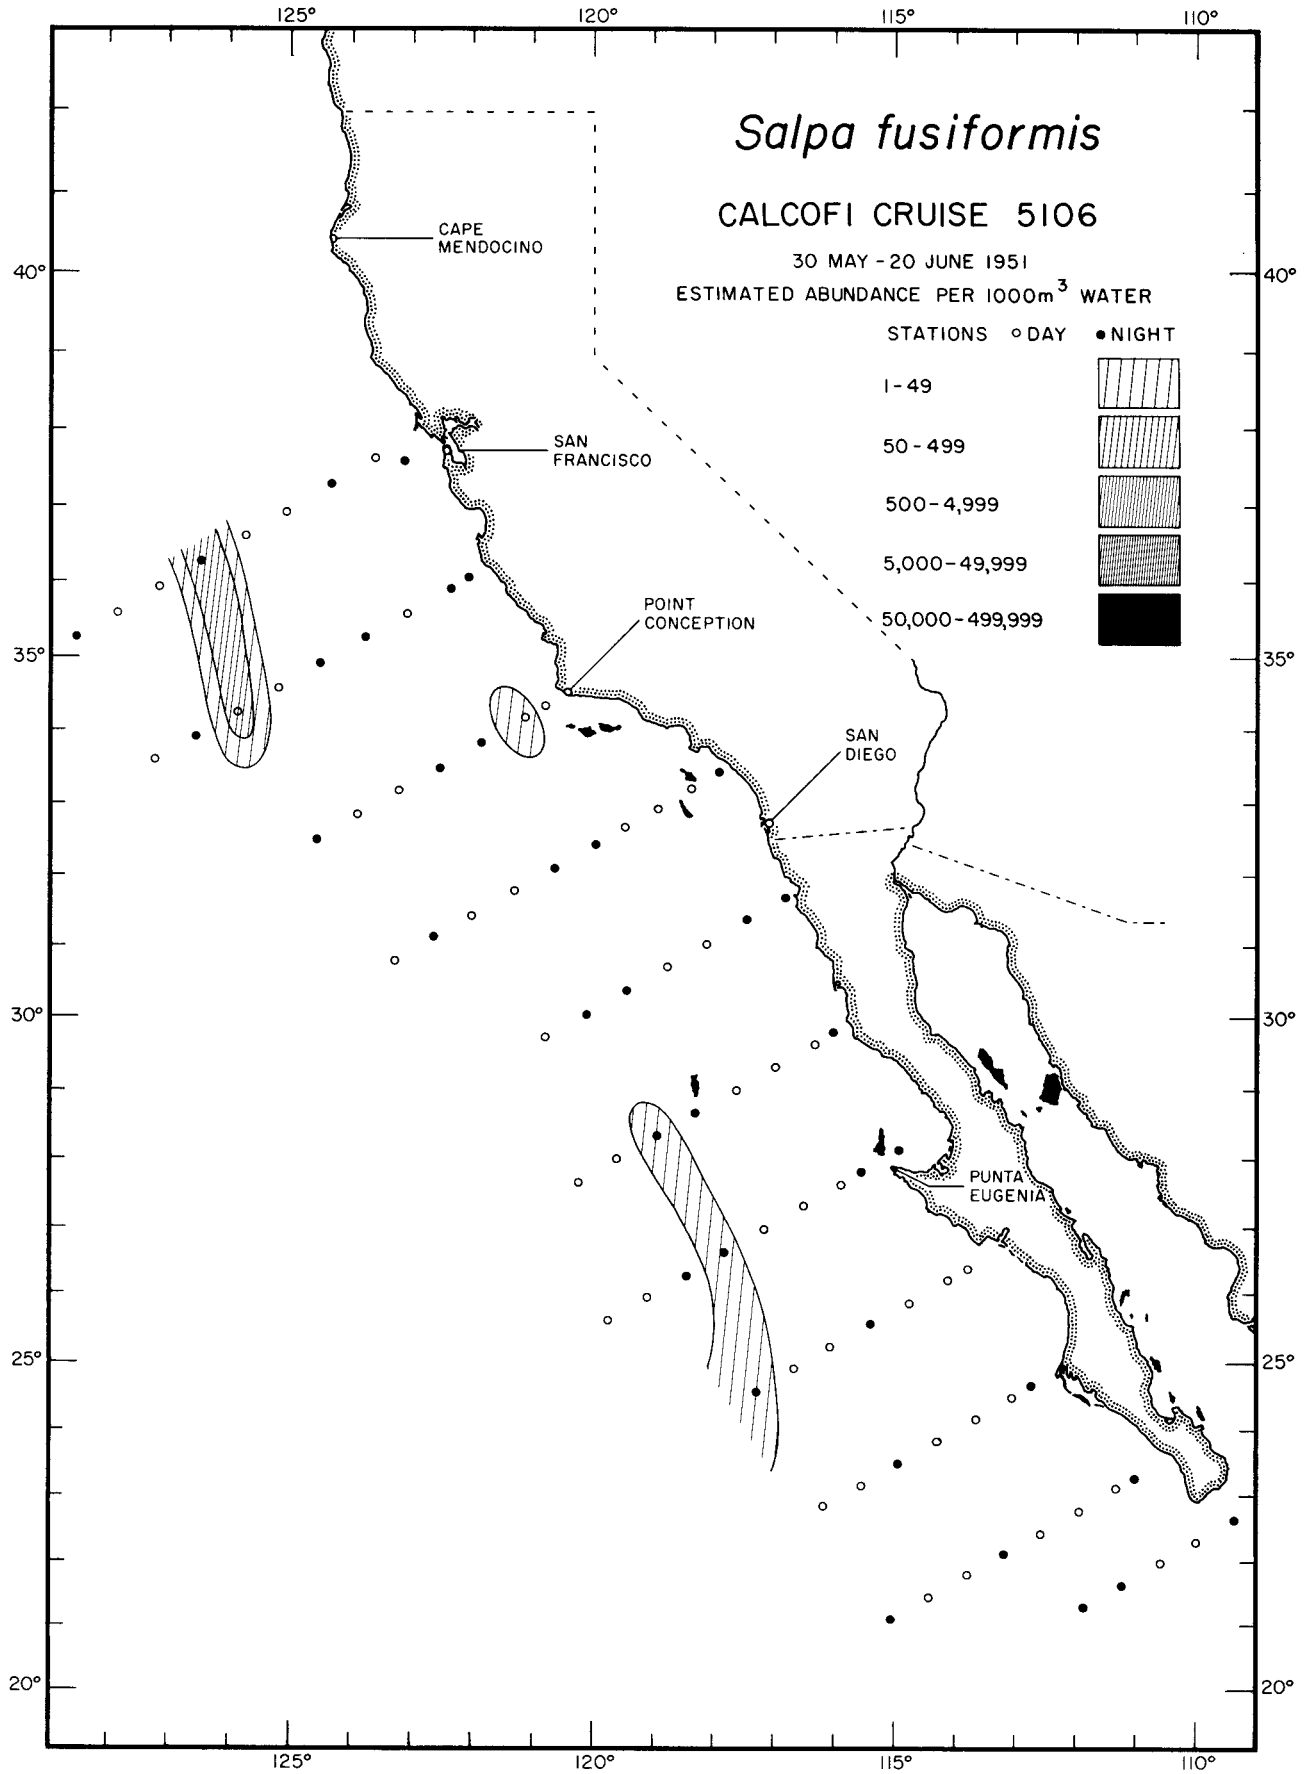 125° 120° 115° 110°
Salpa fusiformis
CALCOFI CRUISE 5106
30 MAY - 20 JUNE 1951
ESTIMATED ABUNDANCE PER 1000m³ WATER
STATIONS ○ DAY ● NIGHT
1 - 49
50 - 499
500 - 4,999
5,000 - 49,999
50,000 - 499,999
CAPE
MENDOCINO
40° 40°
SAN
FRANCISCO
POINT
CONCEPTION
35° 35°
SAN
DIEGO
30° 30°
PUNTA
EUGENIA
25° 25°
20° 20°
125° 120° 115° 110°